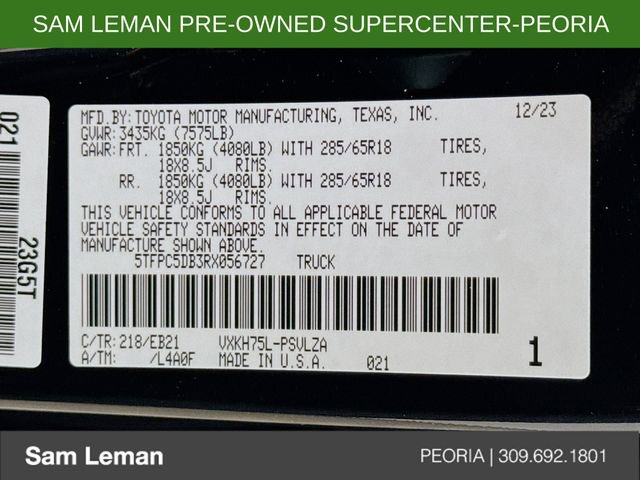 SAM LEMAN PRE-OWNED SUPERCENTER-PEORIA
021
23G5T
MFD.BY: TOYOTA MOTOR MANUFACTURING, TEXAS, INC. 12/23
GVWR: 3435KG (7575LB)
GAWR: FRT. 1850KG (4080LB) WITH 285/65R18 TIRES,
18X8.5J RIMS.
RR. 1850KG (4080LB) WITH 285/65R18 TIRES,
18X8.5J RIMS.
THIS VEHICLE CONFORMS TO ALL APPLICABLE FEDERAL MOTOR
VEHICLE SAFETY STANDARDS IN EFFECT ON THE DATE OF
MANUFACTURE SHOWN ABOVE.
5TFPC5DB3RX056727 TRUCK
C/TR: 218/EB21 VXKH75L-PSVLZA
A/TM: /L4A0F MADE IN U.S.A. 021 1
Sam Leman PEORIA | 309.692.1801